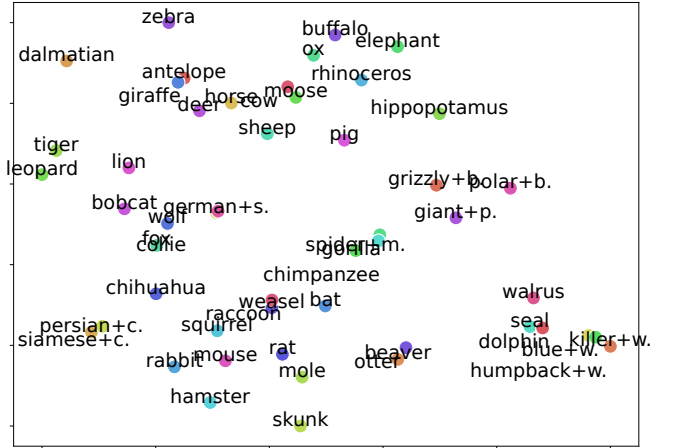 zebra
buffalo
elephant
ox
dalmatian
antelope
rhinoceros
giraffe
horse
cow
moose
deer
hippopotamus
sheep
pig
tiger
lion
leopard
grizzly+b.
polar+b.
bobcat
german+s.
giant+p.
wolf
fox
collie
spider+m.
gorilla
chimpanzee
chihuahua
weasel
bat
walrus
raccoon
persian+c.
squirrel
seal
siamese+c.
dolphin
killer+w.
blue+w.
rat
mouse
beaver
rabbit
otter
mole
humpback+w.
hamster
skunk